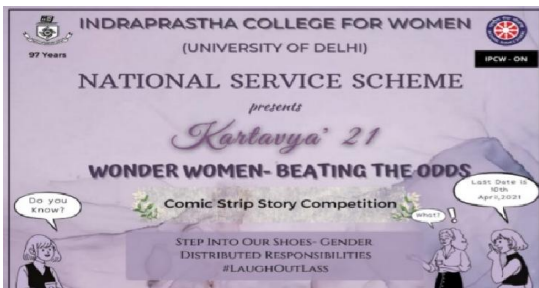 INDRAPRASTHA COLLEGE FOR WOMEN
(UNIVERSITY OF DELHI)
97 Years
IPCW - ON
NATIONAL SERVICE SCHEME
presents
Kartavya' 21
WONDER WOMEN- BEATING THE ODDS
Comic Strip Story Competition
Do you
Know?
What?
!
Last Date is
10th
April,2021
STEP INTO OUR SHOES- GENDER
DISTRIBUTED RESPONSIBILITIES
#LAUGHOUTLASS